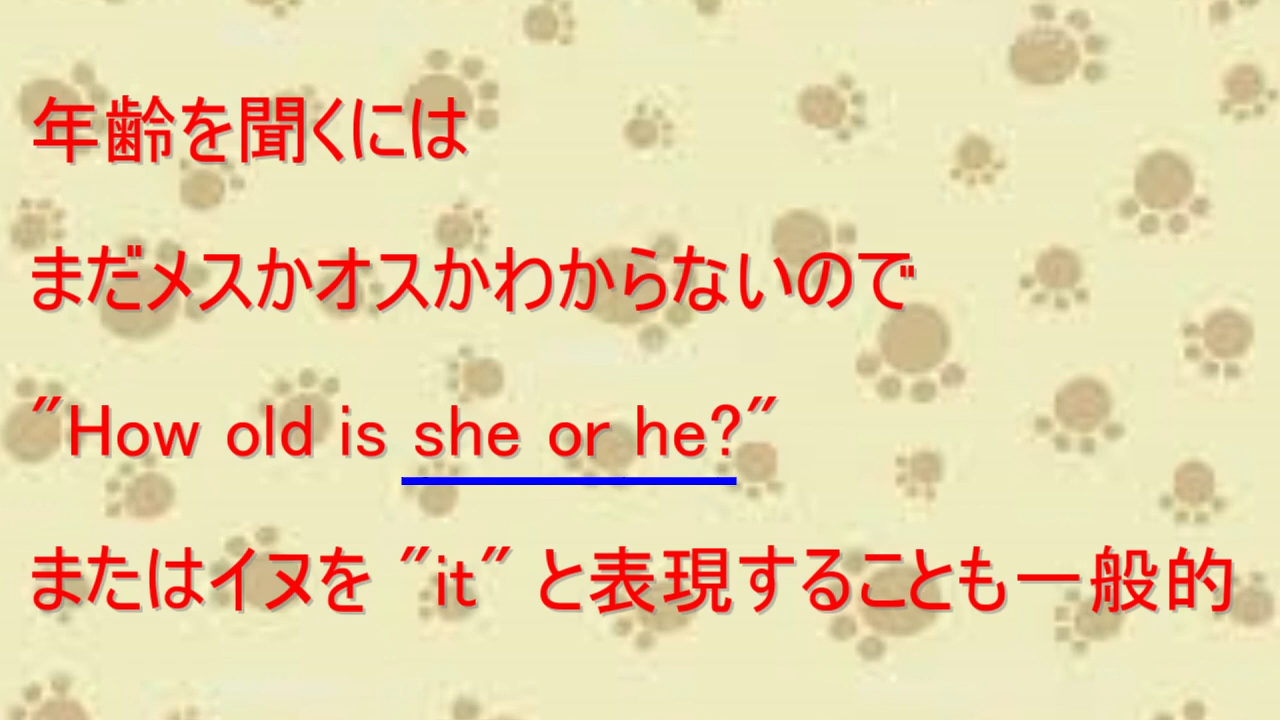 年齢を聞くには
まだメスかオスかわからないので
"How old is she or he?"
またはイヌを "it" と表現することも一般的